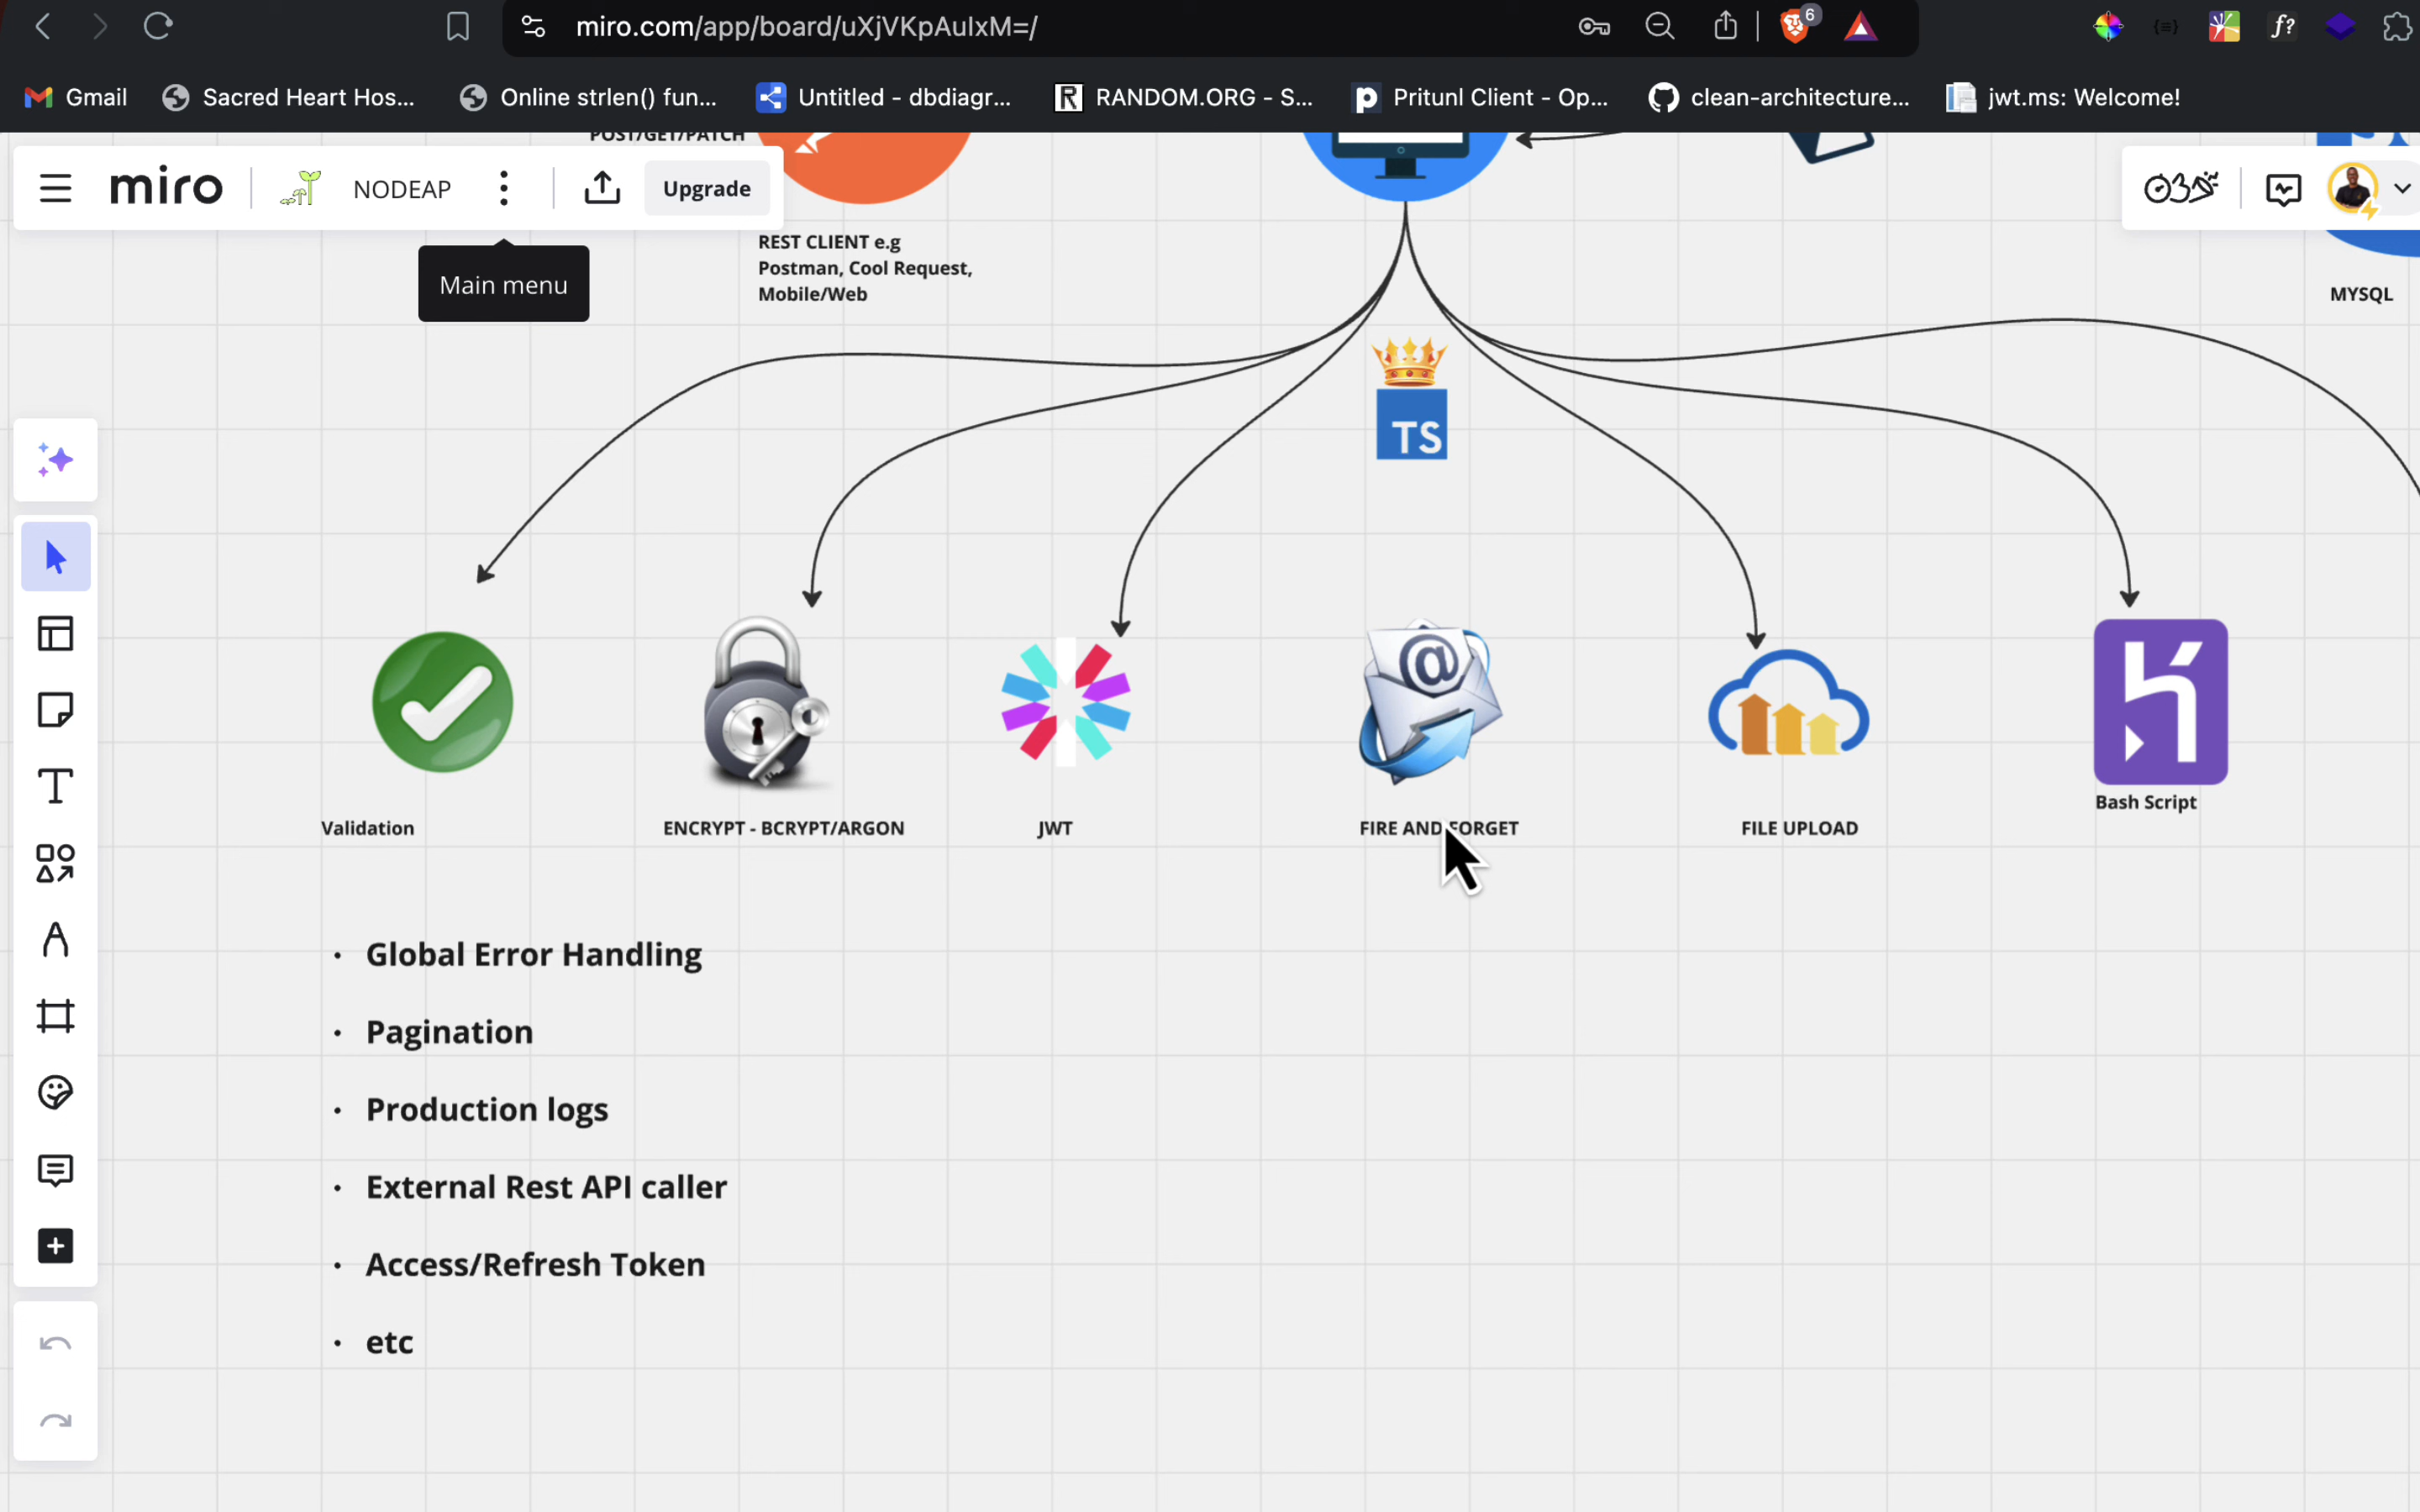 miro.com/app/board/uXjVKpAulxM=/
6
f?
Gmail
Sacred Heart Hos...
Online strlen() fun...
Untitled - dbdiagr...
R
RANDOM.ORG - S...
p
Pritunl Client - Op...
clean-architecture...
jwt.ms: Welcome!
POST/GET/PATCH
miro
NODEAP
Upgrade
Main menu
REST CLIENT e.g
Postman, Cool Request,
Mobile/Web
MYSQL
TS
Validation
ENCRYPT - BCRYPT/ARGON
JWT
FIRE AND FORGET
FILE UPLOAD
Bash Script
· Global Error Handling
· Pagination
· Production logs
· External Rest API caller
· Access/Refresh Token
· etc